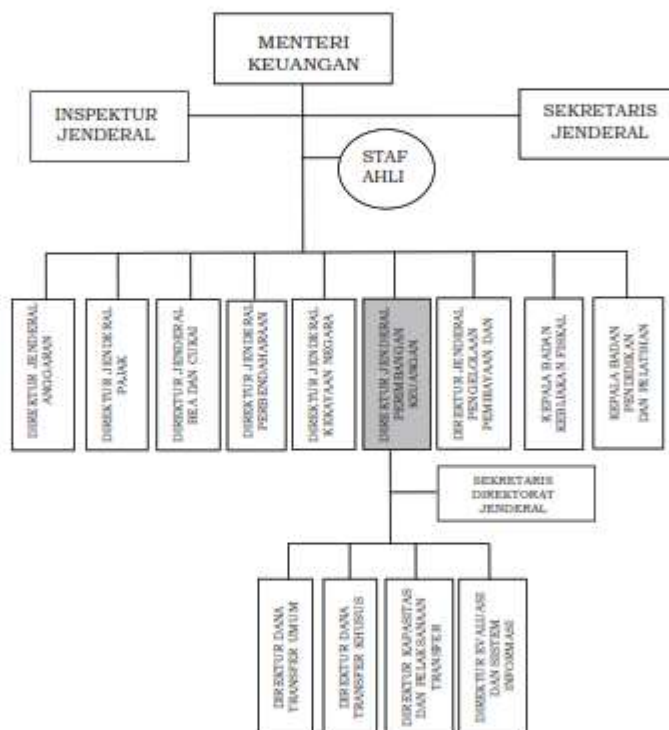 MENTERI
KEUANGAN
INSPEKTUR
JENDERAL
SEKRETARIS
JENDERAL
STAF
AHLI
DIREKTUR JENDERAL
ANGGARAN
DIREKTUR JENDERAL
PAJAK
DIREKTUR JENDERAL
BEA DAN CUKAI
DIREKTUR JENDERAL
PERBENDAHARAAN
DIREKTUR JENDERAL
KEKAYAAN NEGARA
DIREKTUR JENDERAL
PERIMBANGAN
KEUANGAN
DIREKTUR JENDERAL
PENGELOLAAN
PEMBIAYAAN DAN
KEPALA BADAN
KEBIJAKAN FISKAL
KEPALA BADAN
PENDIDIKAN
DAN PELATIHAN
SEKRETARIS
DIREKTORAT
JENDERAL
DIREKTUR DANA
TRANSFER UMUM
DIREKTUR DANA
TRANSFER KHUSUS
DIREKTUR KAPASITAS
DAN PELAKSANAAN
TRANSFER
DIREKTUR EVALUASI
DAN SISTEM
INFORMASI